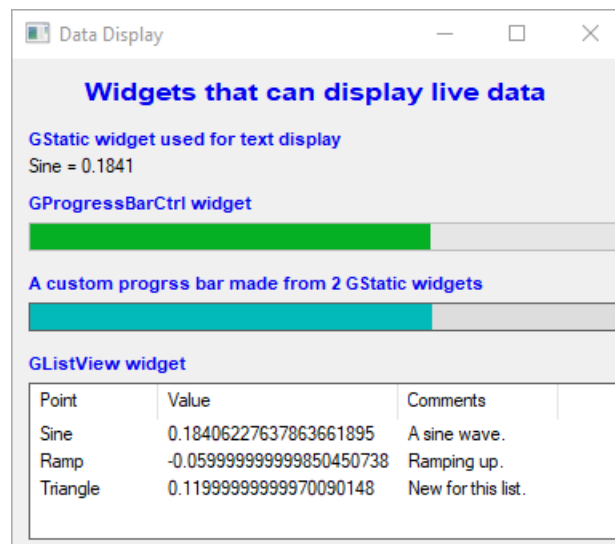 Data Display
Widgets that can display live data
GStatic widget used for text display
Sine = 0.1841
GProgressBarCtrl widget
A custom progrss bar made from 2 GStatic widgets
GListView widget
Point Value Comments
Sine 0.18406227637863661895 A sine wave.
Ramp -0.059999999999850450738 Ramping up.
Triangle 0.11999999999970090148 New for this list.